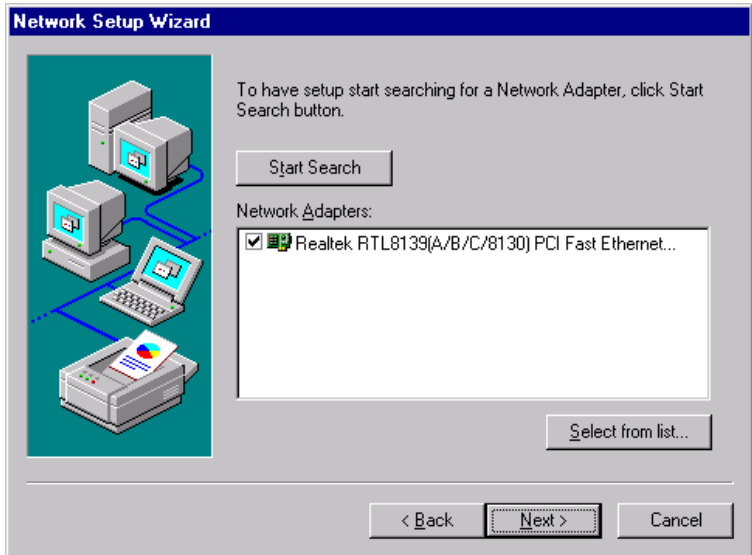 Network Setup Wizard
To have setup start searching for a Network Adapter, click Start
Search button.
Start Search
Network Adapters:
Realtek RTL8139(A/B/C/8130) PCI Fast Ethernet...
Select from list...
< Back
Next >
Cancel